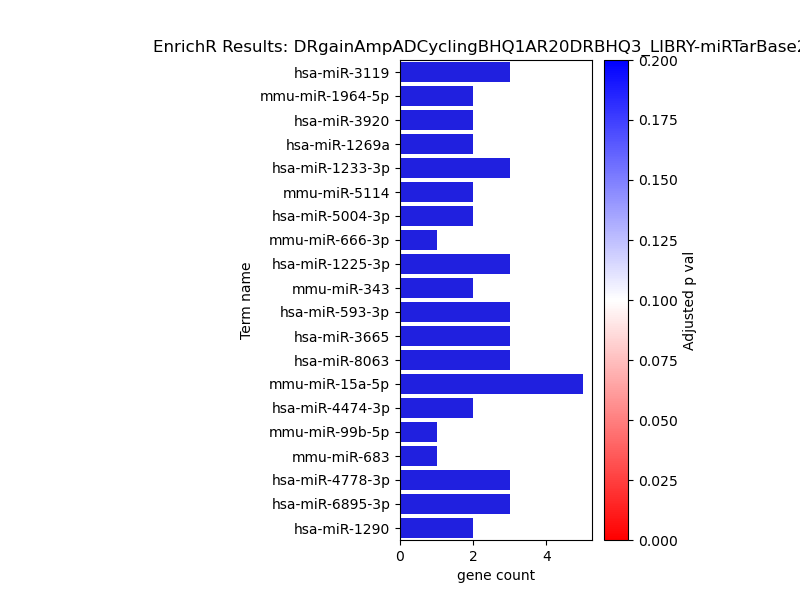 EnrichR Results: DRgainAmpADCyclingBHQ1AR20DRBHQ3_LIBRY-miRTarBase2
hsa-miR-3119
mmu-miR-1964-5p
hsa-miR-3920
hsa-miR-1269a
hsa-miR-1233-3p
mmu-miR-5114
hsa-miR-5004-3p
mmu-miR-666-3p
hsa-miR-1225-3p
mmu-miR-343
hsa-miR-593-3p
hsa-miR-3665
hsa-miR-8063
mmu-miR-15a-5p
hsa-miR-4474-3p
mmu-miR-99b-5p
mmu-miR-683
hsa-miR-4778-3p
hsa-miR-6895-3p
hsa-miR-1290
Term name
0 2 4
gene count
0.200
0.175
0.150
0.125
0.100
0.075
0.050
0.025
0.000
Adjusted p val